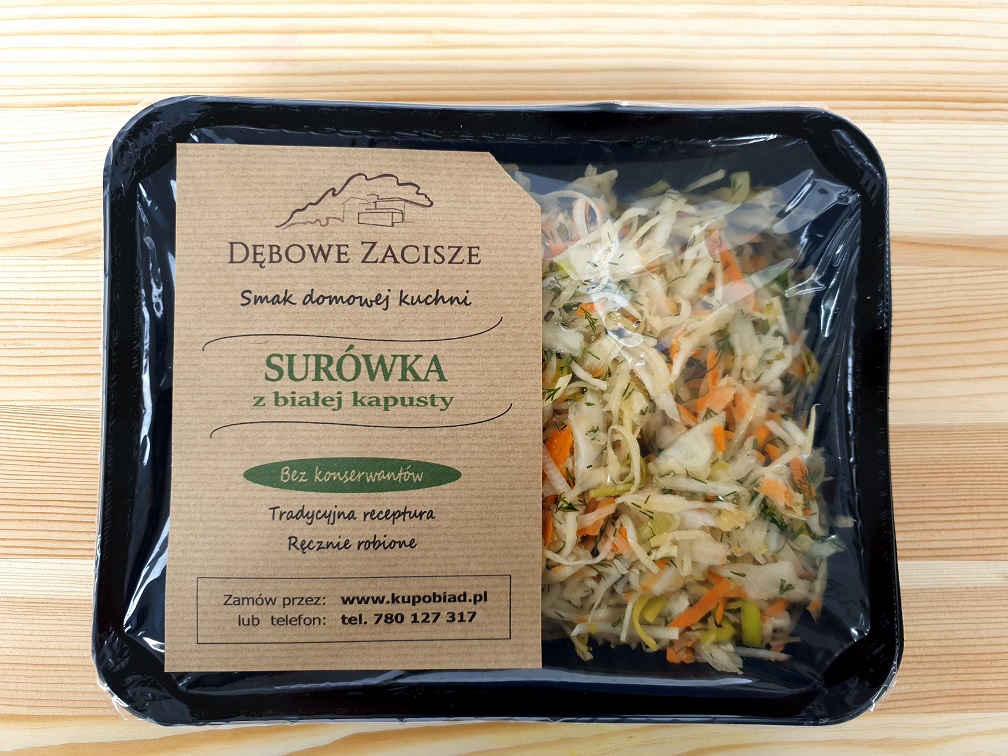 DĘBOWE ZACISZE
Smak domowej kuchni
SURÓWKA
z białej kapusty
Bez konserwantów
Tradycyjna receptura
Ręcznie robione
Zamów przez: www.kupobiad.pl
lub telefon: tel. 780 127 317